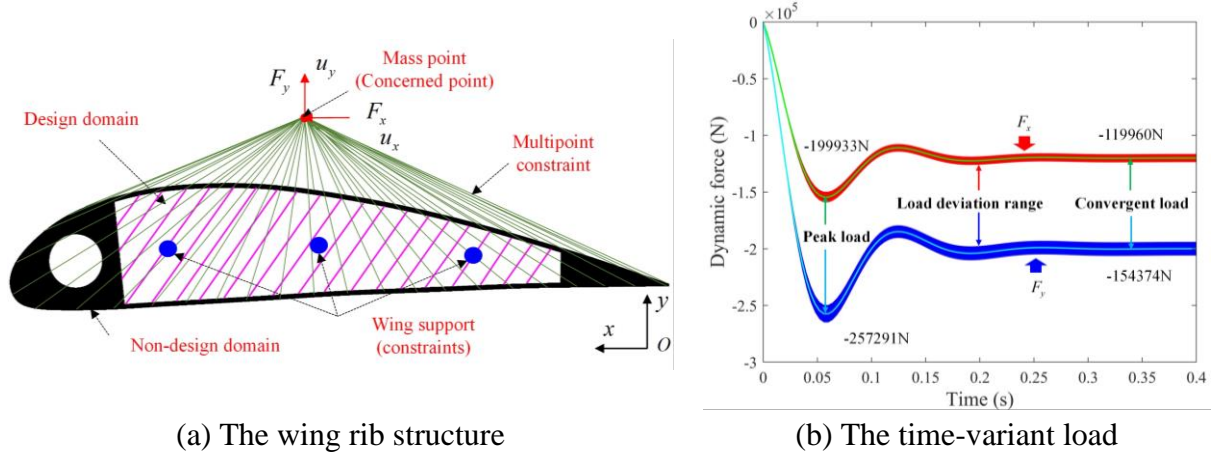 Mass point
(Concerned point)
u_y
F_y
F_x
u_x
Design domain
Multipoint
constraint
y
x
O
Wing support
(constraints)
Non-design domain
(a) The wing rib structure
×10^5
0
-0.5
-1
-1.5
-2
-2.5
-3
Dynamic force (N)
-199933N
F_x
-119960N
Load deviation range
Convergent load
Peak load
-154374N
F_y
-257291N
0 0.05 0.1 0.15 0.2 0.25 0.3 0.35 0.4
Time (s)
(b) The time-variant load